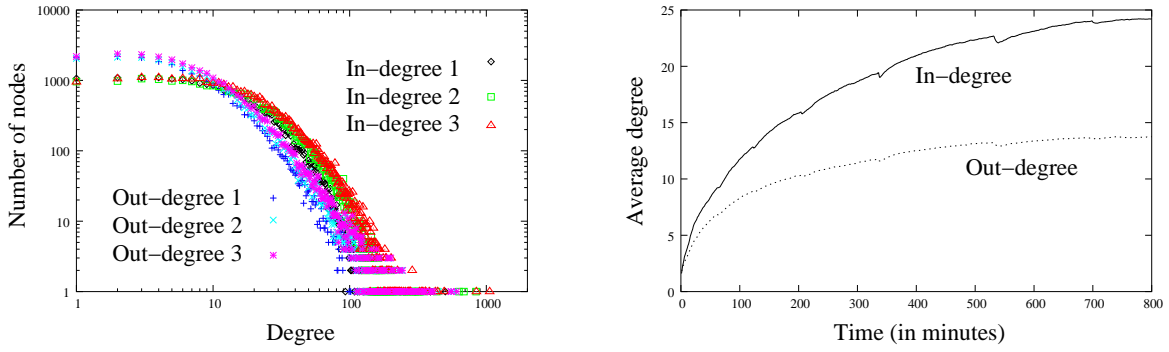 10000
1000
100
10
1
1
10
100
1000
Number of nodes
Degree
In−degree 1
In−degree 2
In−degree 3
Out−degree 1
Out−degree 2
Out−degree 3
25
20
15
10
5
0
0
100
200
300
400
500
600
700
800
Average degree
Time (in minutes)
In−degree
Out−degree